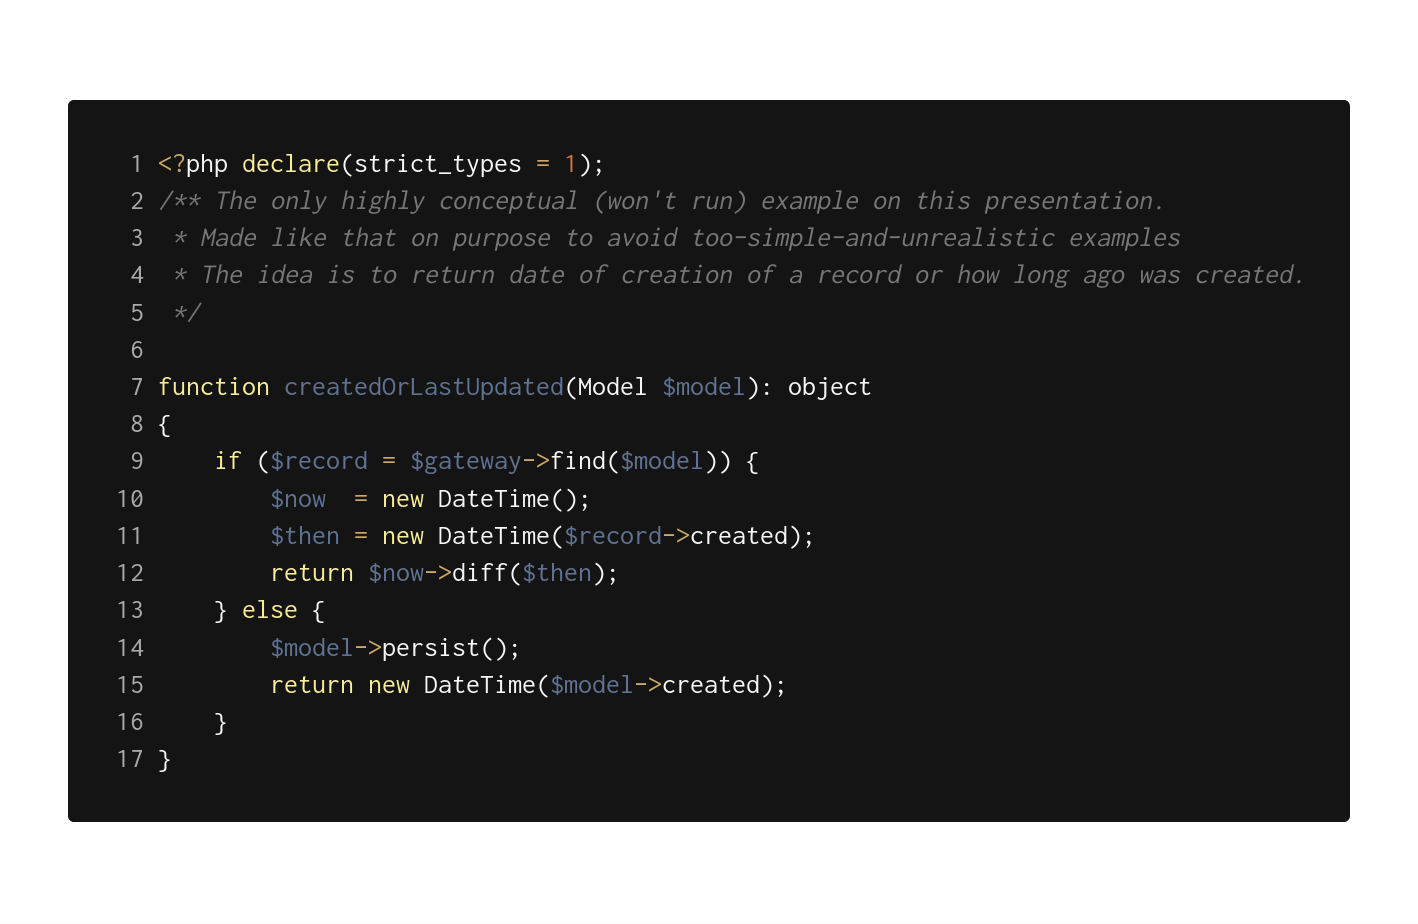 1 <?php declare(strict_types = 1);
2 /** The only highly conceptual (won't run) example on this presentation.
3  * Made like that on purpose to avoid too-simple-and-unrealistic examples
4  * The idea is to return date of creation of a record or how long ago was created.
5  */
6
7 function createdOrLastUpdated(Model $model): object
8 {
9     if ($record = $gateway->find($model)) {
10         $now  = new DateTime();
11         $then = new DateTime($record->created);
12         return $now->diff($then);
13     } else {
14         $model->persist();
15         return new DateTime($model->created);
16     }
17 }